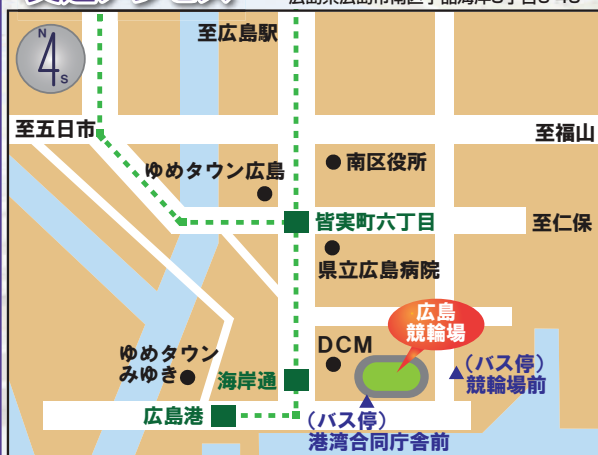 至広島駅
N
S
至五日市
至福山
ゆめタウン広島
南区役所
皆実町六丁目
至仁保
県立広島病院
広島
競輪場
DCM
ゆめタウン
みゆき
海岸通
(バス停)
競輪場前
広島港
(バス停)
港湾合同庁舎前